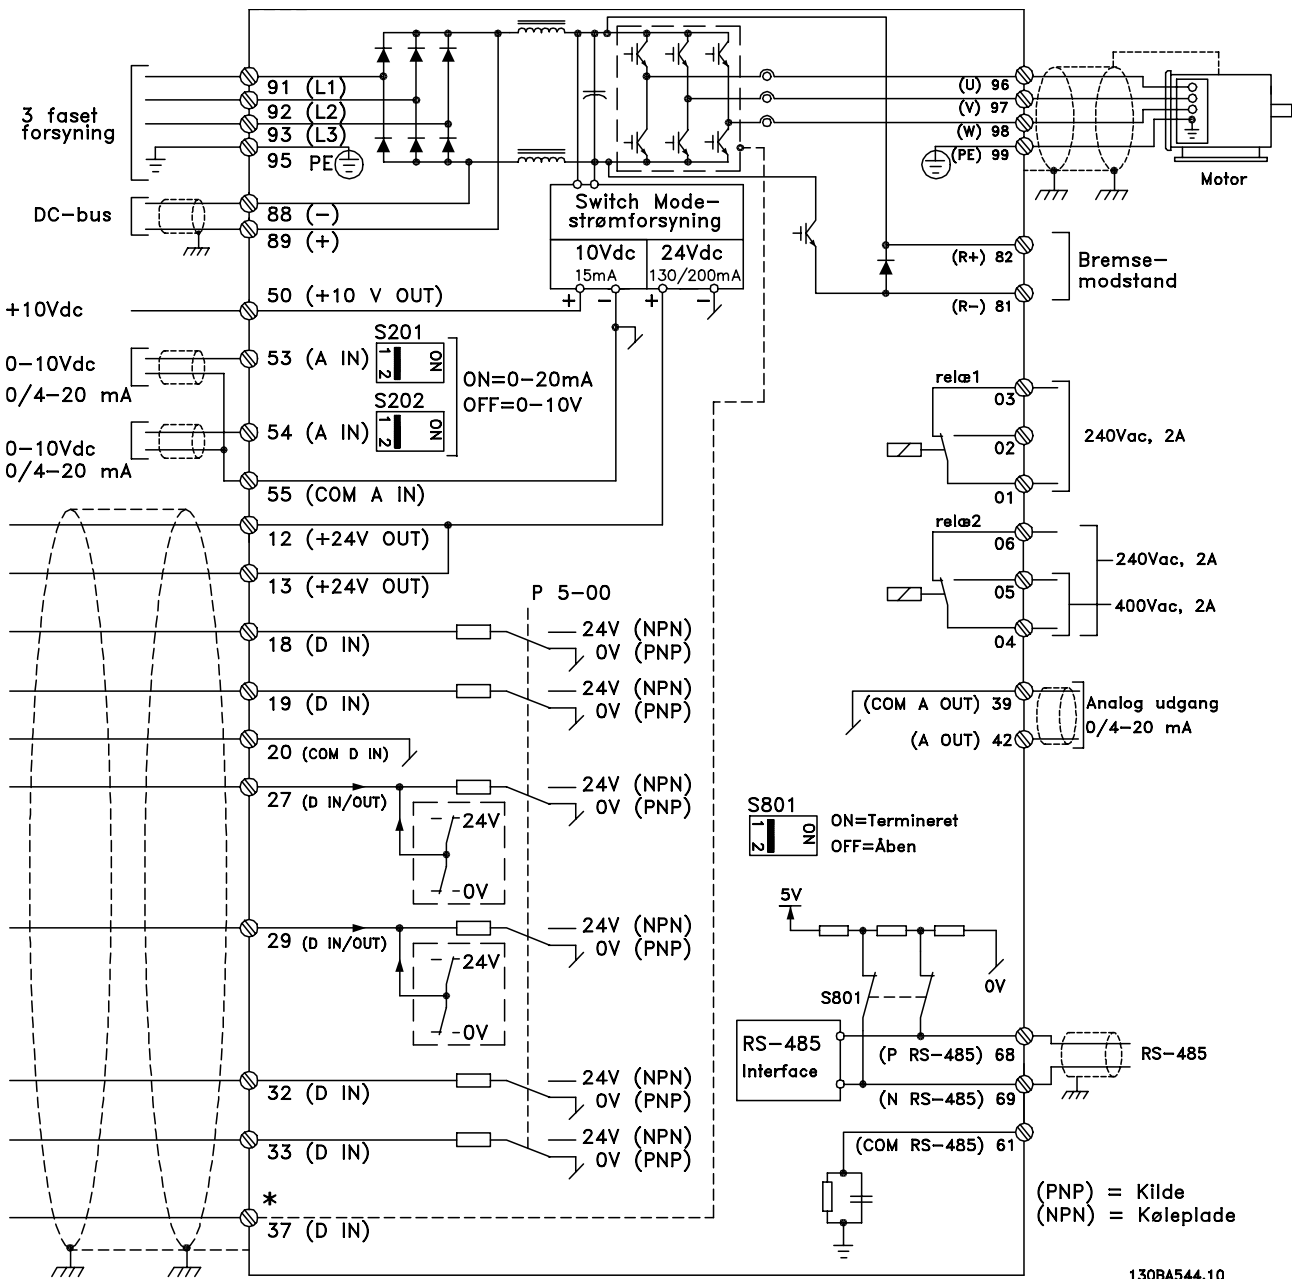 3 faset
forsyning
91 (L1)
92 (L2)
93 (L3)
95 PE
DC-bus
88 (-)
89 (+)
Switch Mode-
strømforsyning
10Vdc
15mA
24Vdc
130/200mA
+ - + -
+10Vdc
50 (+10 V OUT)
0-10Vdc
0/4-20 mA
53 (A IN)
S201
1 2
ON
0-10Vdc
0/4-20 mA
54 (A IN)
S202
1 2
ON
ON=0-20mA
OFF=0-10V
55 (COM A IN)
12 (+24V OUT)
13 (+24V OUT)
P 5-00
18 (D IN)
24V (NPN)
0V (PNP)
19 (D IN)
24V (NPN)
0V (PNP)
20 (COM D IN)
27 (D IN/OUT)
24V (NPN)
0V (PNP)
24V
0V
29 (D IN/OUT)
24V (NPN)
0V (PNP)
24V
0V
32 (D IN)
24V (NPN)
0V (PNP)
33 (D IN)
24V (NPN)
0V (PNP)
*
37 (D IN)
(U) 96
(V) 97
(W) 98
(PE) 99
Motor
(R+) 82
(R-) 81
Bremse-
modstand
relæ1
03
02
01
240Vac, 2A
relæ2
06
05
04
240Vac, 2A
400Vac, 2A
(COM A OUT) 39
(A OUT) 42
Analog udgang
0/4-20 mA
S801
1 2
ON
ON=Termineret
OFF=Åben
5V
0V
S801
RS-485
Interface
(P RS-485) 68
(N RS-485) 69
(COM RS-485) 61
RS-485
(PNP) = Kilde
(NPN) = Køleplade
130BA544.10